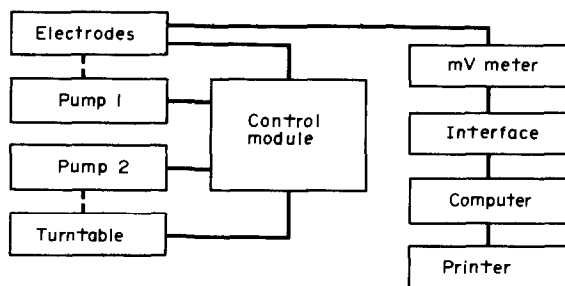 Electrodes
Pump 1
Pump 2
Turntable
Control
module
mV meter
Interface
Computer
Printer